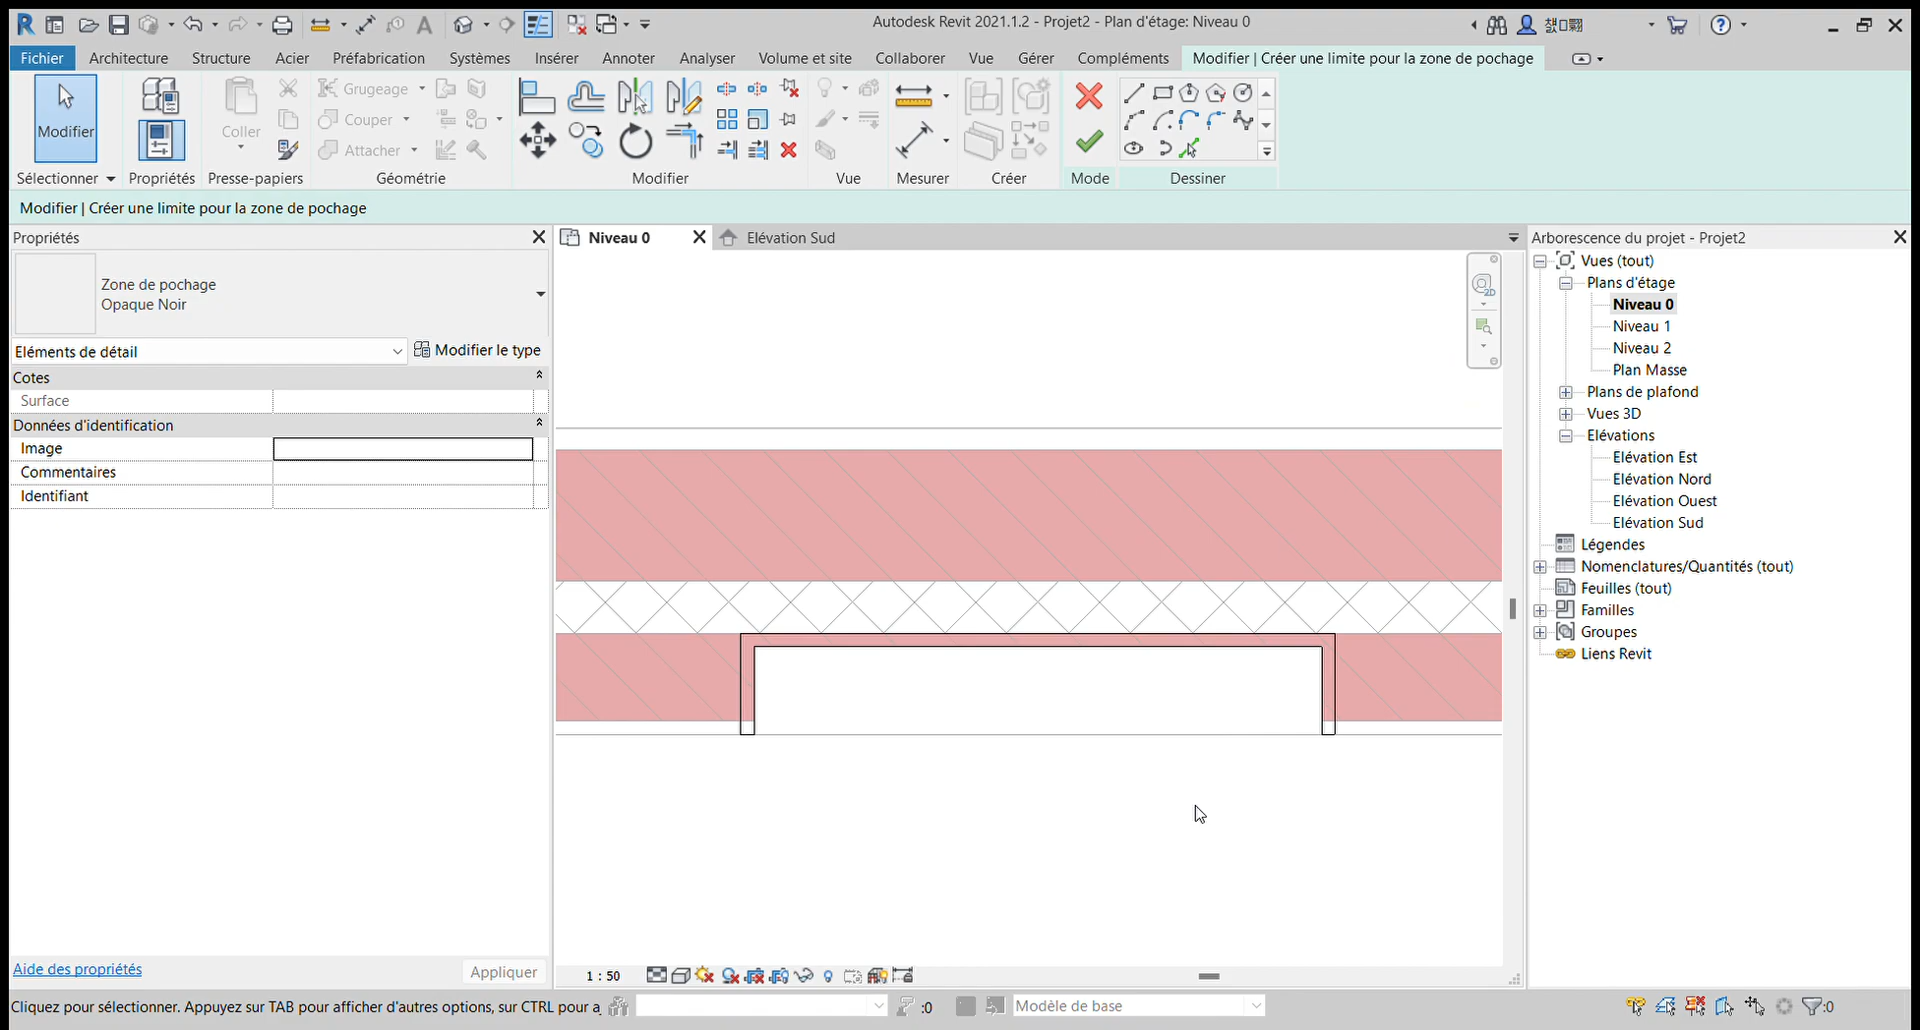 Autodesk Revit 2021.1.2 - Projet2 - Plan d'étage: Niveau 0
Fichier Architecture Structure Acier Préfabrication Systèmes Insérer Annoter Analyser Volume et site Collaborer Vue Gérer Compléments Modifier | Créer une limite pour la zone de pochage
Modifier
Coller
Grugeage
Couper
Attacher
Sélectionner Propriétés Presse-papiers Géométrie Modifier Vue Mesurer Créer Mode Dessiner
Modifier | Créer une limite pour la zone de pochage
Propriétés
Zone de pochage
Opaque Noir
Eléments de détail
Modifier le type
Cotes
Surface
Données d'identification
Image
Commentaires
Identifiant
Aide des propriétés
Appliquer
Niveau 0
Elévation Sud
1 : 50
Arborescence du projet - Projet2
Vues (tout)
Plans d'étage
Niveau 0
Niveau 1
Niveau 2
Plan Masse
Plans de plafond
Vues 3D
Elévations
Elévation Est
Elévation Nord
Elévation Ouest
Elévation Sud
Légendes
Nomenclatures/Quantités (tout)
Feuilles (tout)
Familles
Groupes
Liens Revit
Cliquez pour sélectionner. Appuyez sur TAB pour afficher d'autres options, sur CTRL pour a
:0
Modèle de base
:0